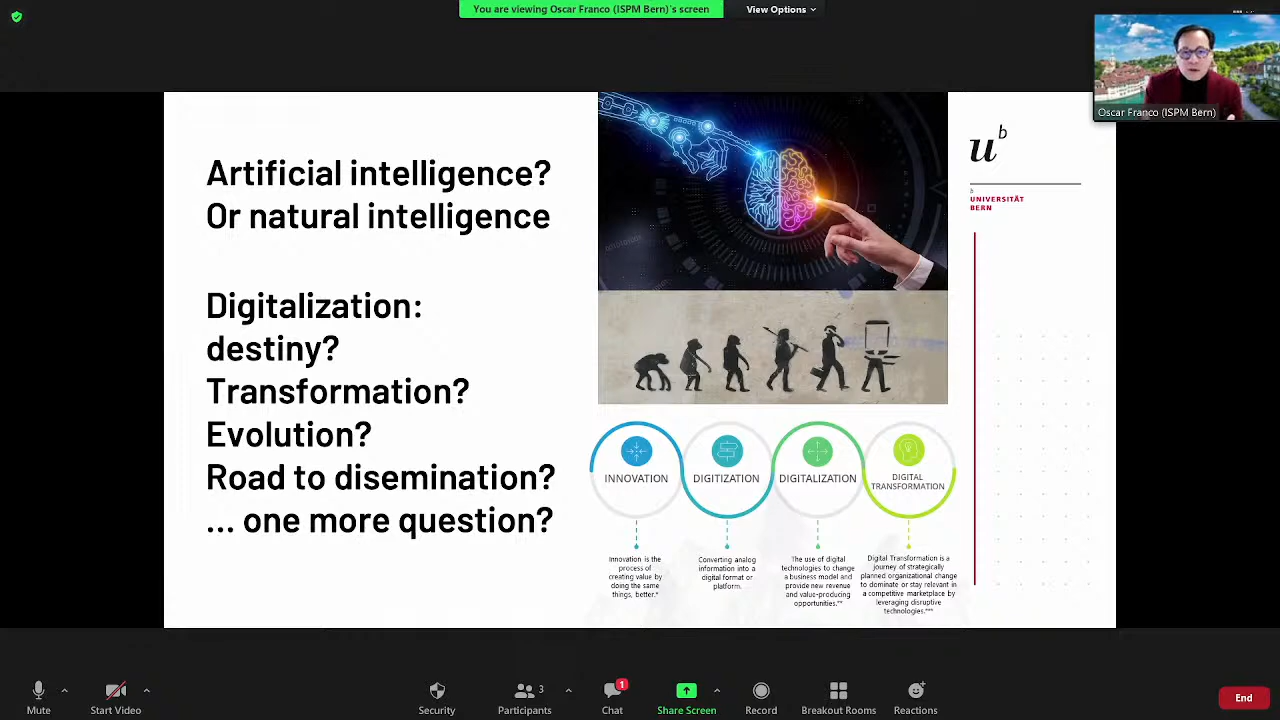 You are viewing Oscar Franco (ISPM Bern)'s screen
View Options
Oscar Franco (ISPM Bern)
Artificial intelligence?
Or natural intelligence
Digitalization:
destiny?
Transformation?
Evolution?
Road to disemination?
... one more question?
u^b
b
UNIVERSITÄT
BERN
INNOVATION
DIGITIZATION
DIGITALIZATION
DIGITAL
TRANSFORMATION
Innovation is the
process of
creating value by
doing the same
things, better.*
Converting analog
information into a
digital format or
platform.
The use of digital
technologies to change
a business model and
provide new revenue
and value-producing
opportunities.**
Digital Transformation is a
journey of strategically
planned organizational change
to dominate or stay relevant in
a competitive marketplace by
leveraging disruptive
technologies.***
Mute
Start Video
Security
Participants
3
Chat
1
Share Screen
Record
Breakout Rooms
Reactions
End